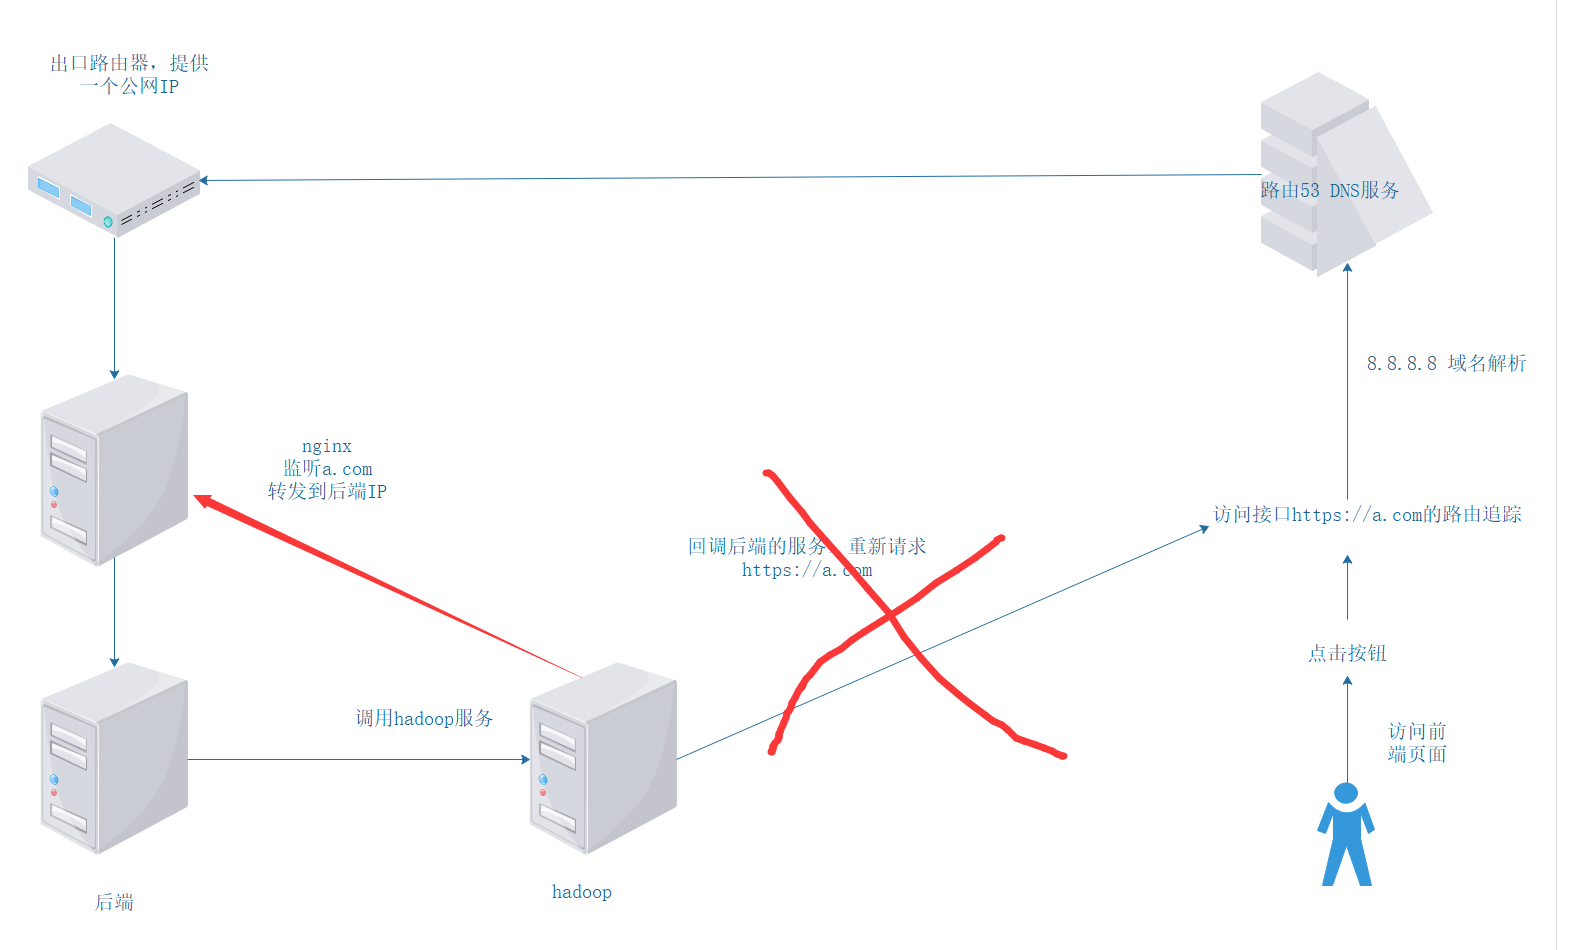 出口路由器，提供
一个公网IP
路由53 DNS服务
8.8.8.8 域名解析
nginx
监听a.com
转发到后端IP
访问接口https://a.com的路由追踪
回调后端的服务 重新请求
https://a.com
点击按钮
调用hadoop服务
访问前
端页面
后端
hadoop